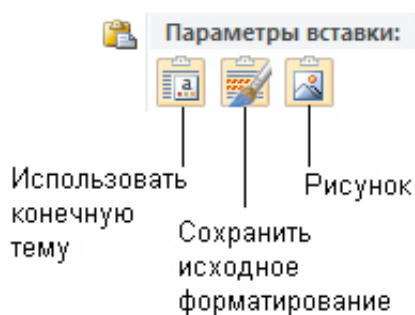 Параметры вставки:
Использовать
конечную
тему
Сохранить
исходное
форматирование
Рисунок